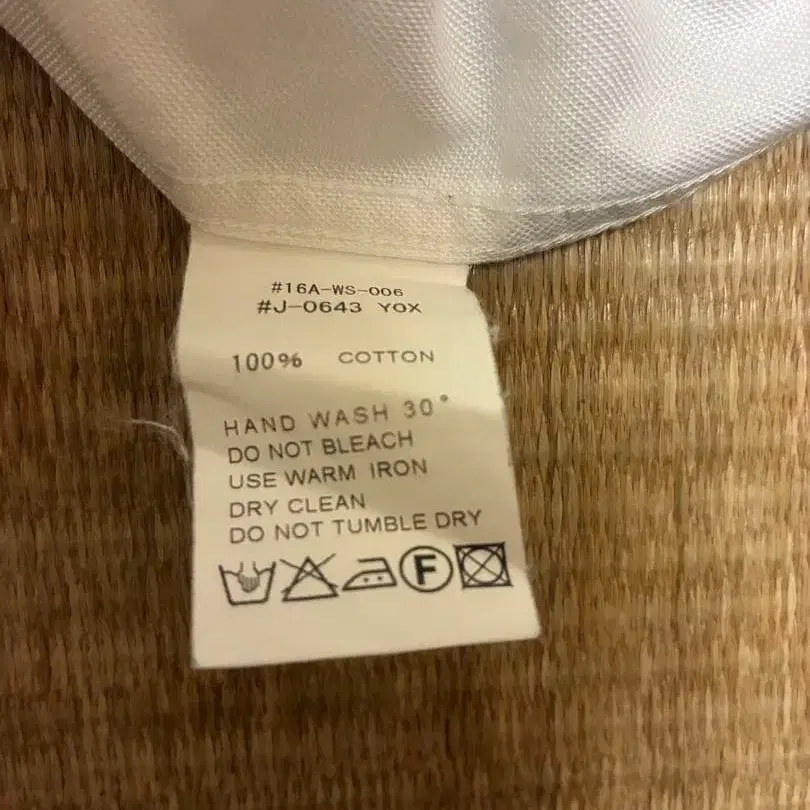 #16A-WS-006
#J-0643 YOX
100% COTTON
HAND WASH 30°
DO NOT BLEACH
USE WARM IRON
DRY CLEAN
DO NOT TUMBLE DRY
F